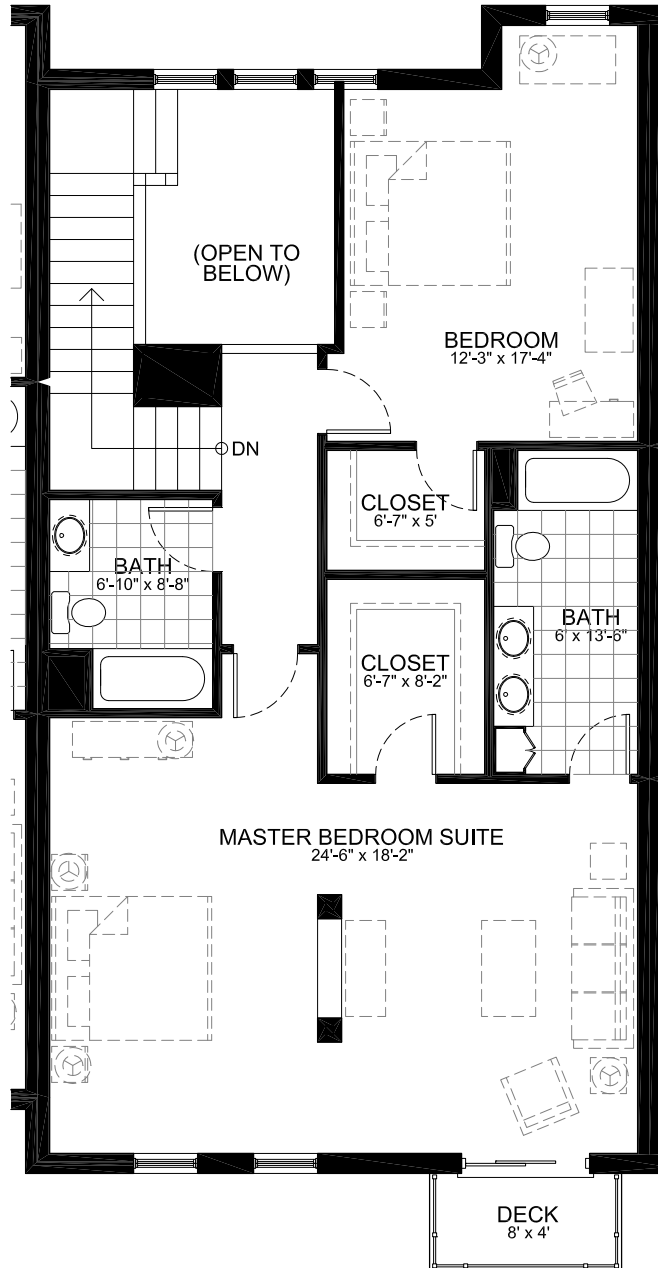 (OPEN TO
BELOW)
BEDROOM
12'-3" x 17'-4"
DN
CLOSET
6'-7" x 5'
BATH
6'-10" x 8'-8"
BATH
6' x 13'-6"
CLOSET
6'-7" x 8'-2"
MASTER BEDROOM SUITE
24'-6" x 18'-2"
DECK
8' x 4'